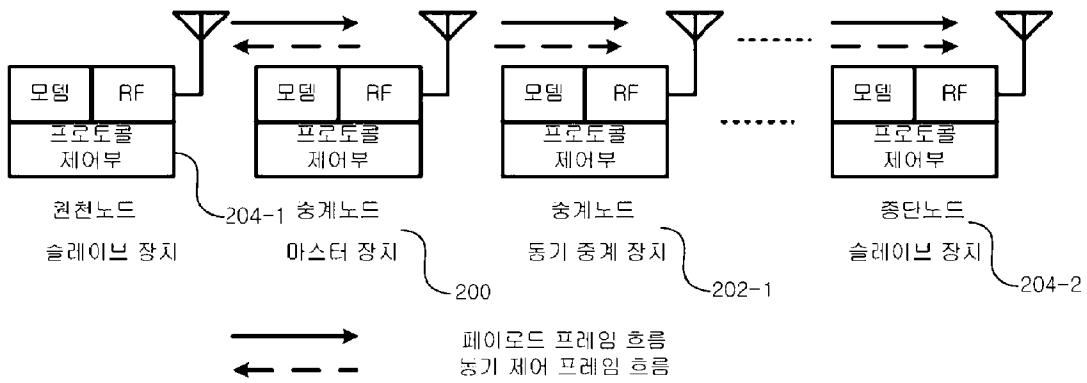 모뎀 RF 모뎀 RF 모뎀 RF 모뎀 RF
프로토콜 프로토콜 프로토콜 프로토콜
제어부 제어부 제어부 제어부
원천노드 204-1 중계노드 중계노드 종단노드
슬레이브 장치 마스터 장치 동기 중계 장치 슬레이브 장치
200 202-1 204-2
페이로드 프레임 흐름
동기 제어 프레임 흐름